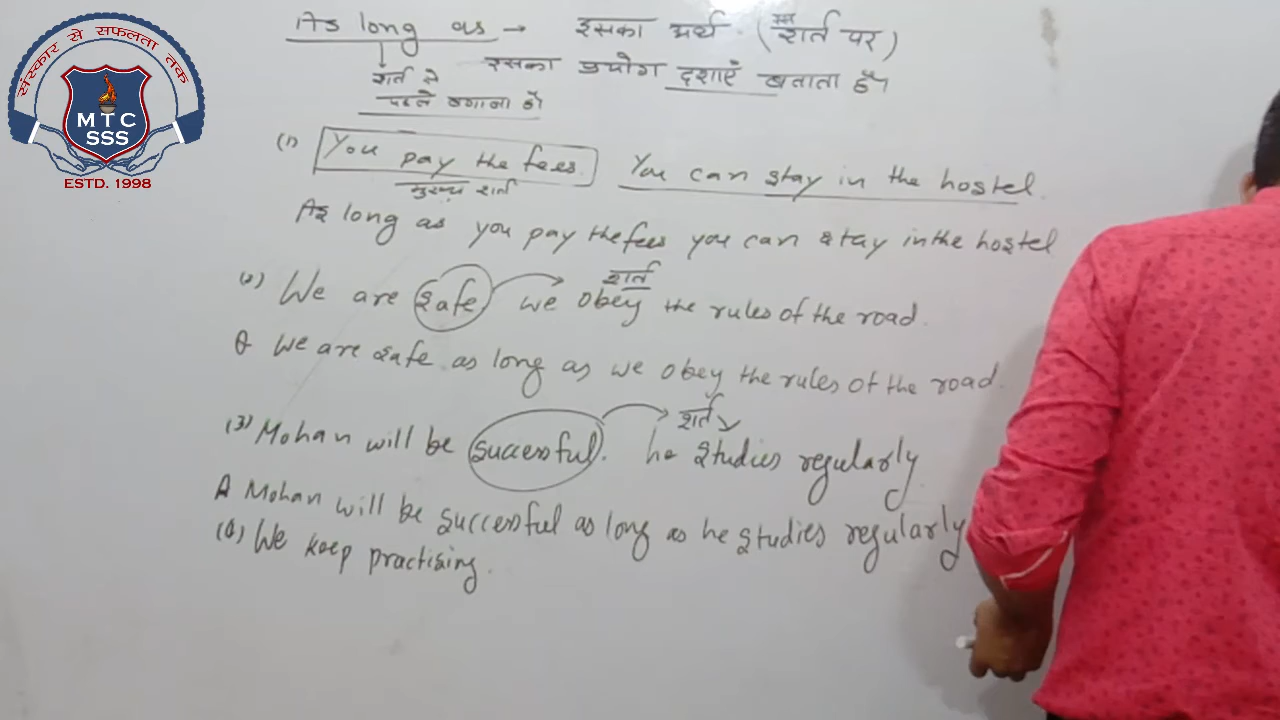 संस्कार से सफलता तक
MTC
SSS
ESTD. 1998
As long as → इसका अर्थ (इस शर्त पर)
इसका उपयोग दशाएं बताता है।
शर्त से
पहले लगाना है।
(1) You pay the fees. You can stay in the hostel.
मुख्य शर्त
As long as you pay the fees you can stay in the hostel
शर्त
(2) We are safe we obey the rules of the road.
We are safe as long as we obey the rules of the road.
शर्त
(3) Mohan will be successful. he studies regularly
A Mohan will be successful as long as he studies regularly
We keep practising.